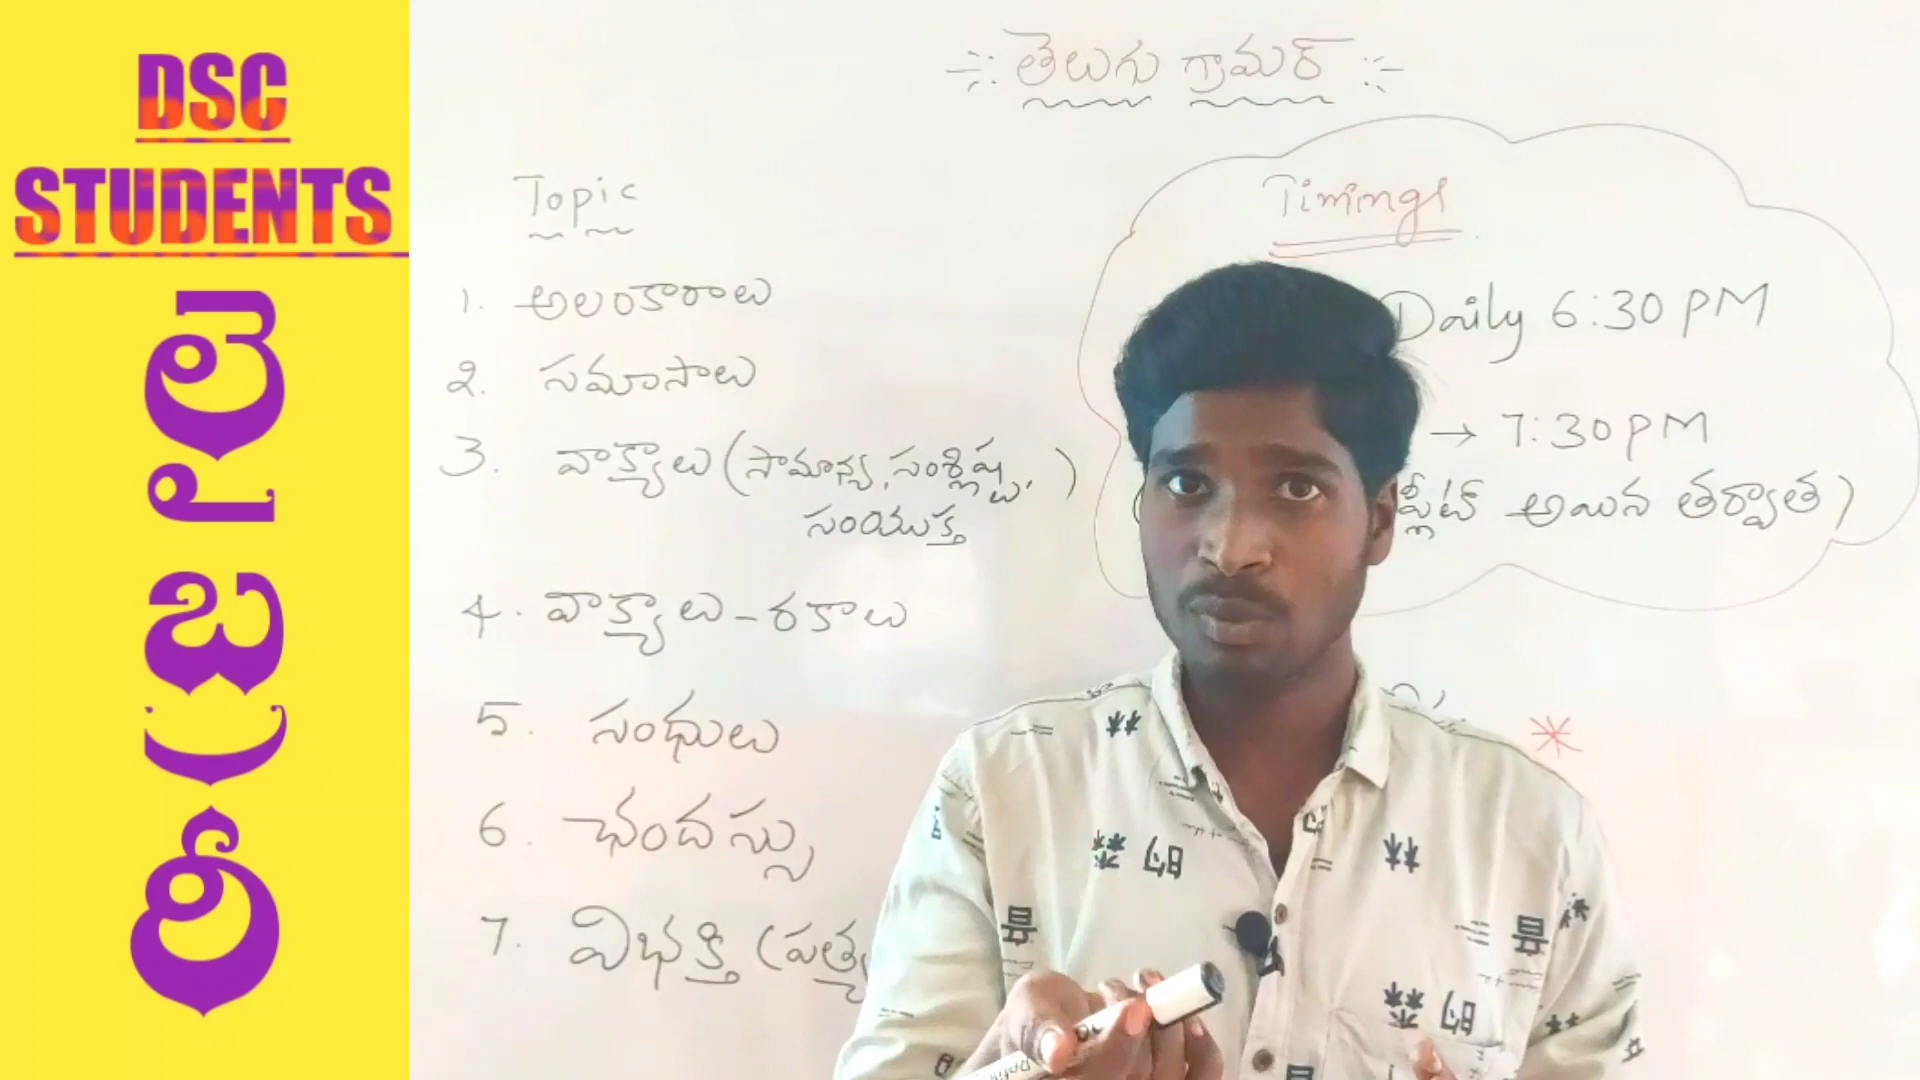 DSC
STUDENTS
తెలుగు గ్రామర్
Topic
1. అలంకారాలు
2. సమాసాలు
3. వాక్యాలు (సామాన్య, సంశ్లిష్ట, )
సంయుక్త
4. వాక్యాలు - రకాలు
5. సంధులు
6. ఛందస్సు
7. విభక్తి (
Timings
Daily 6:30 PM
→ 7:30 PM
అయిన తర్వాత)